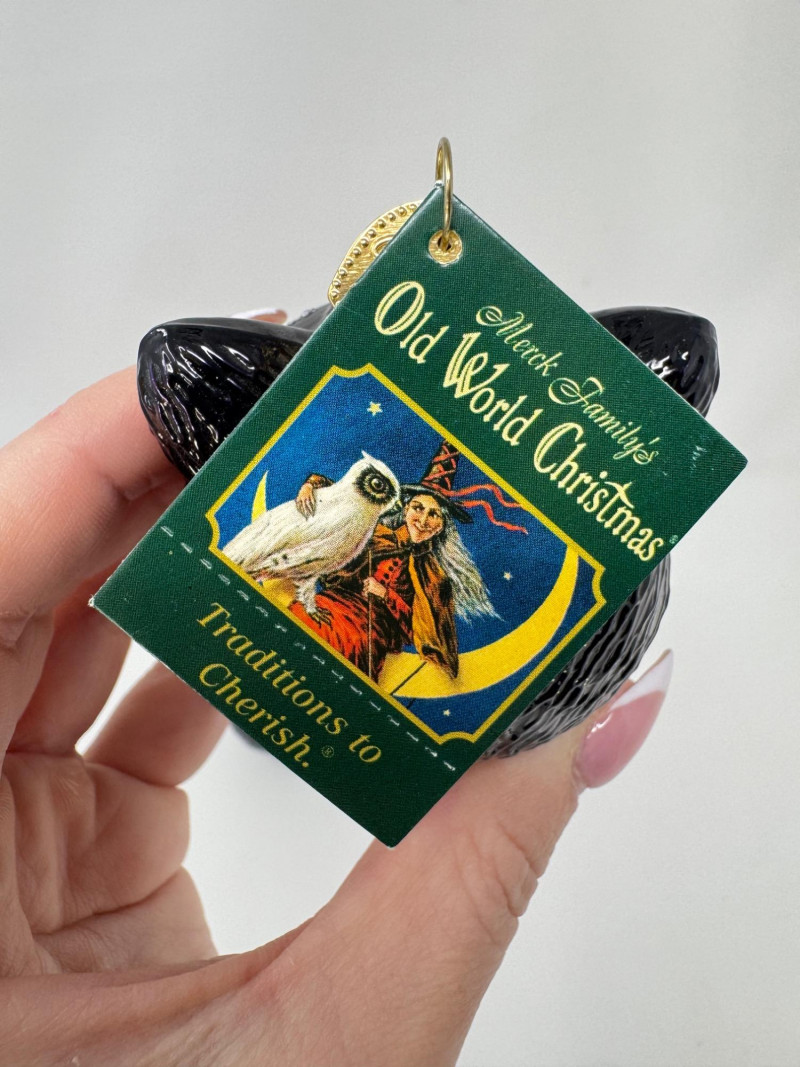 Merck Family's
Old World Christmas®
Traditions to
Cherish.®